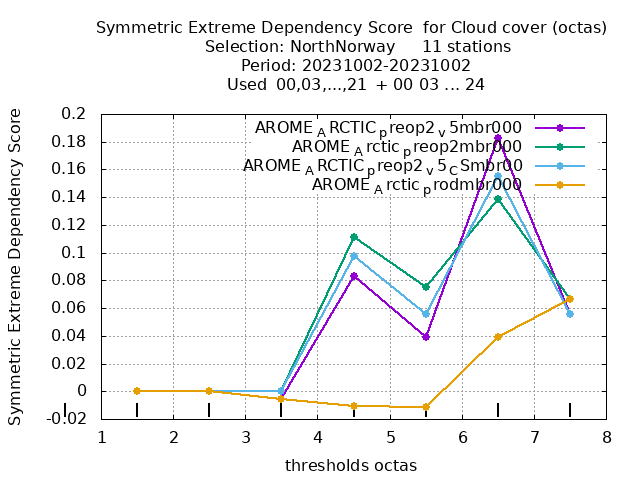 Symmetric Extreme Dependency Score for Cloud cover (octas)
Selection: NorthNorway 11 stations
Period: 20231002-20231002
Used 00,03,...,21 + 00 03 ... 24
Symmetric Extreme Dependency Score
0.2
0.18
0.16
0.14
0.12
0.1
0.08
0.06
0.04
0.02
0
-0.02
AROME_ARCTIC_preop2_v5mbr000
AROME_Arctic_preop2mbr000
AROME_ARCTIC_preop2_v5_CSmbr00
AROME_Arctic_prodmbr000
1 2 3 4 5 6 7 8
thresholds octas